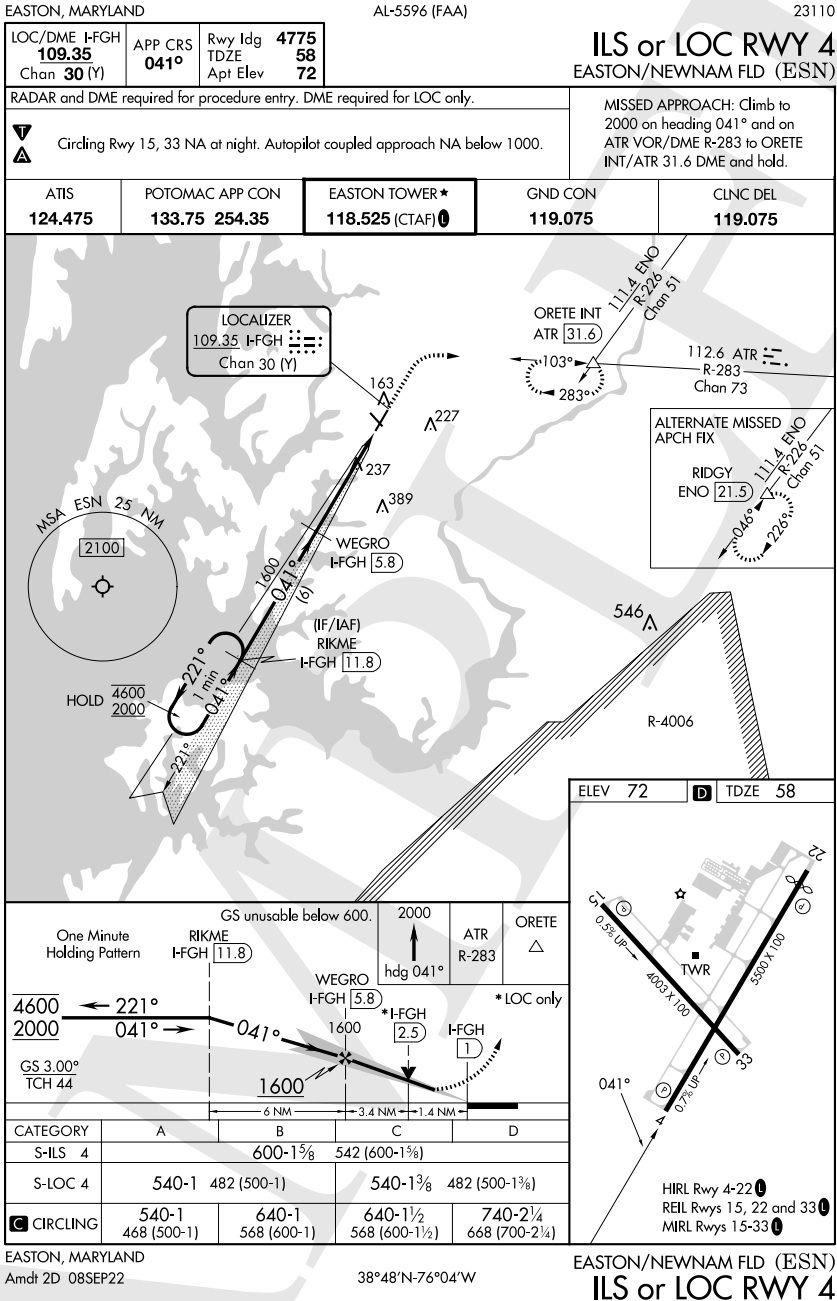 EASTON, MARYLAND
AL-5596 (FAA)
23110
LOC/DME I-FGH
109.35
Chan 30 (Y)
APP CRS
041°
Rwy ldg 4775
TDZE 58
Apt Elev 72
ILS or LOC RWY 4
EASTON/NEWNAM FLD (ESN)
RADAR and DME required for procedure entry. DME required for LOC only.
T
A
Circling Rwy 15, 33 NA at night. Autopilot coupled approach NA below 1000.
MISSED APPROACH: Climb to
2000 on heading 041° and on
ATR VOR/DME R-283 to ORETE
INT/ATR 31.6 DME and hold.
ATIS
124.475
POTOMAC APP CON
133.75 254.35
EASTON TOWER★
118.525 (CTAF) L
GND CON
119.075
CLNC DEL
119.075
LOCALIZER
109.35 I-FGH
Chan 30 (Y)
111.4 ENO
R-226
Chan 51
ORETE INT
ATR 31.6
103°
283°
112.6 ATR
R-283
Chan 73
163
227
237
389
ALTERNATE MISSED
APCH FIX
111.4 ENO
R-226
Chan 51
RIDGY
ENO 21.5
046°
226°
MSA ESN 25 NM
2100
WEGRO
I-FGH 5.8
1600
041°
(6)
(IF/IAF)
RIKME
I-FGH 11.8
221°
1 min
041°
HOLD 4600
2000
221°
546
R-4006
ELEV 72
D
TDZE 58
22
15
P
P
0.5% UP
TWR
4003 X 100
5500 X 100
P
33
P
0.7% UP
041°
4
HIRL Rwy 4-22 L
REIL Rwys 15, 22 and 33 L
MIRL Rwys 15-33 L
GS unusable below 600.
One Minute
Holding Pattern
RIKME
I-FGH 11.8
2000
hdg 041°
ATR
R-283
ORETE
WEGRO
I-FGH 5.8
*LOC only
4600
2000
221°
041°
041°
1600
*I-FGH
2.5
I-FGH
1
GS 3.00°
TCH 44
1600
6 NM
3.4 NM
1.4 NM
CATEGORY A B C D
S-ILS 4 600-1⅝ 542 (600-1⅝)
S-LOC 4 540-1 482 (500-1) 540-1⅜ 482 (500-1⅜)
C CIRCLING
540-1
468 (500-1)
640-1
568 (600-1)
640-1½
568 (600-1½)
740-2¼
668 (700-2¼)
EASTON, MARYLAND
Amdt 2D 08SEP22
38°48'N-76°04'W
EASTON/NEWNAM FLD (ESN)
ILS or LOC RWY 4